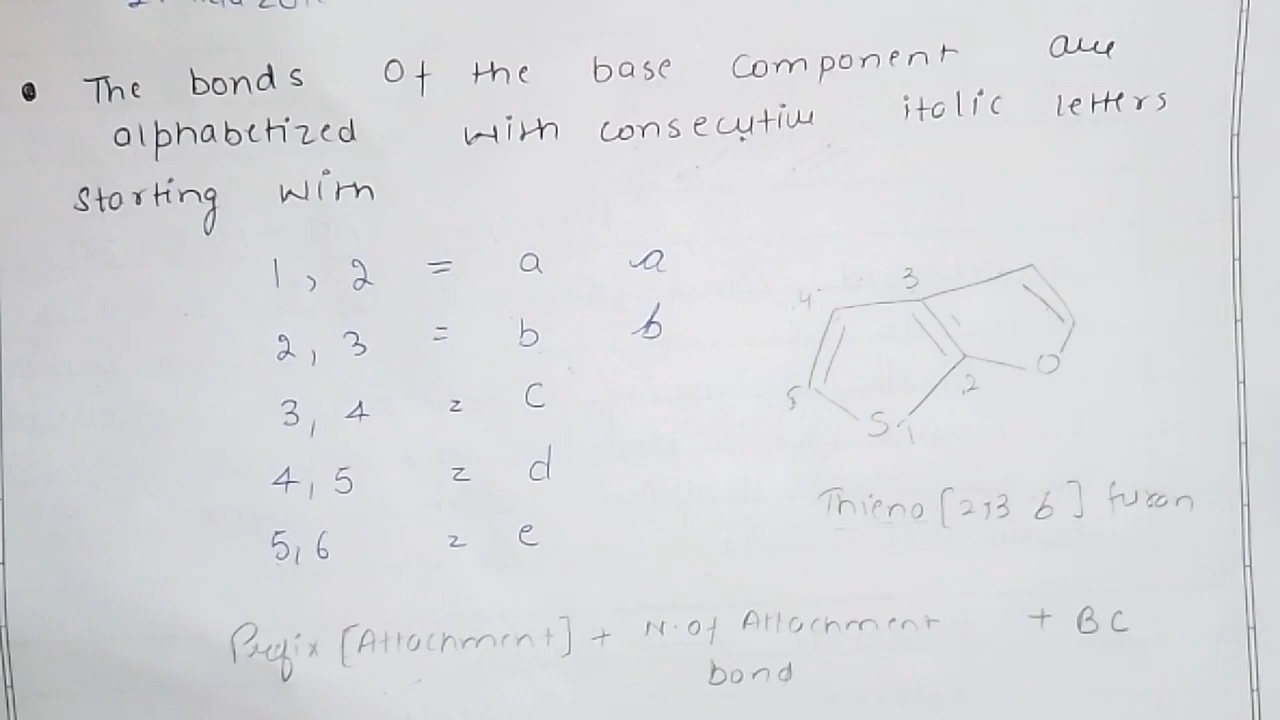 • The bonds Of the base component are
alphabetized with consecutive italic letters
starting with
1, 2 = a a
2, 3 = b b
3, 4 = c
4, 5 = d
5, 6 = e
3
4
5
S
1
2
O
Thieno [2,3 b] furan
Prefix [Attachment] + N. of Attachment + BC
bond